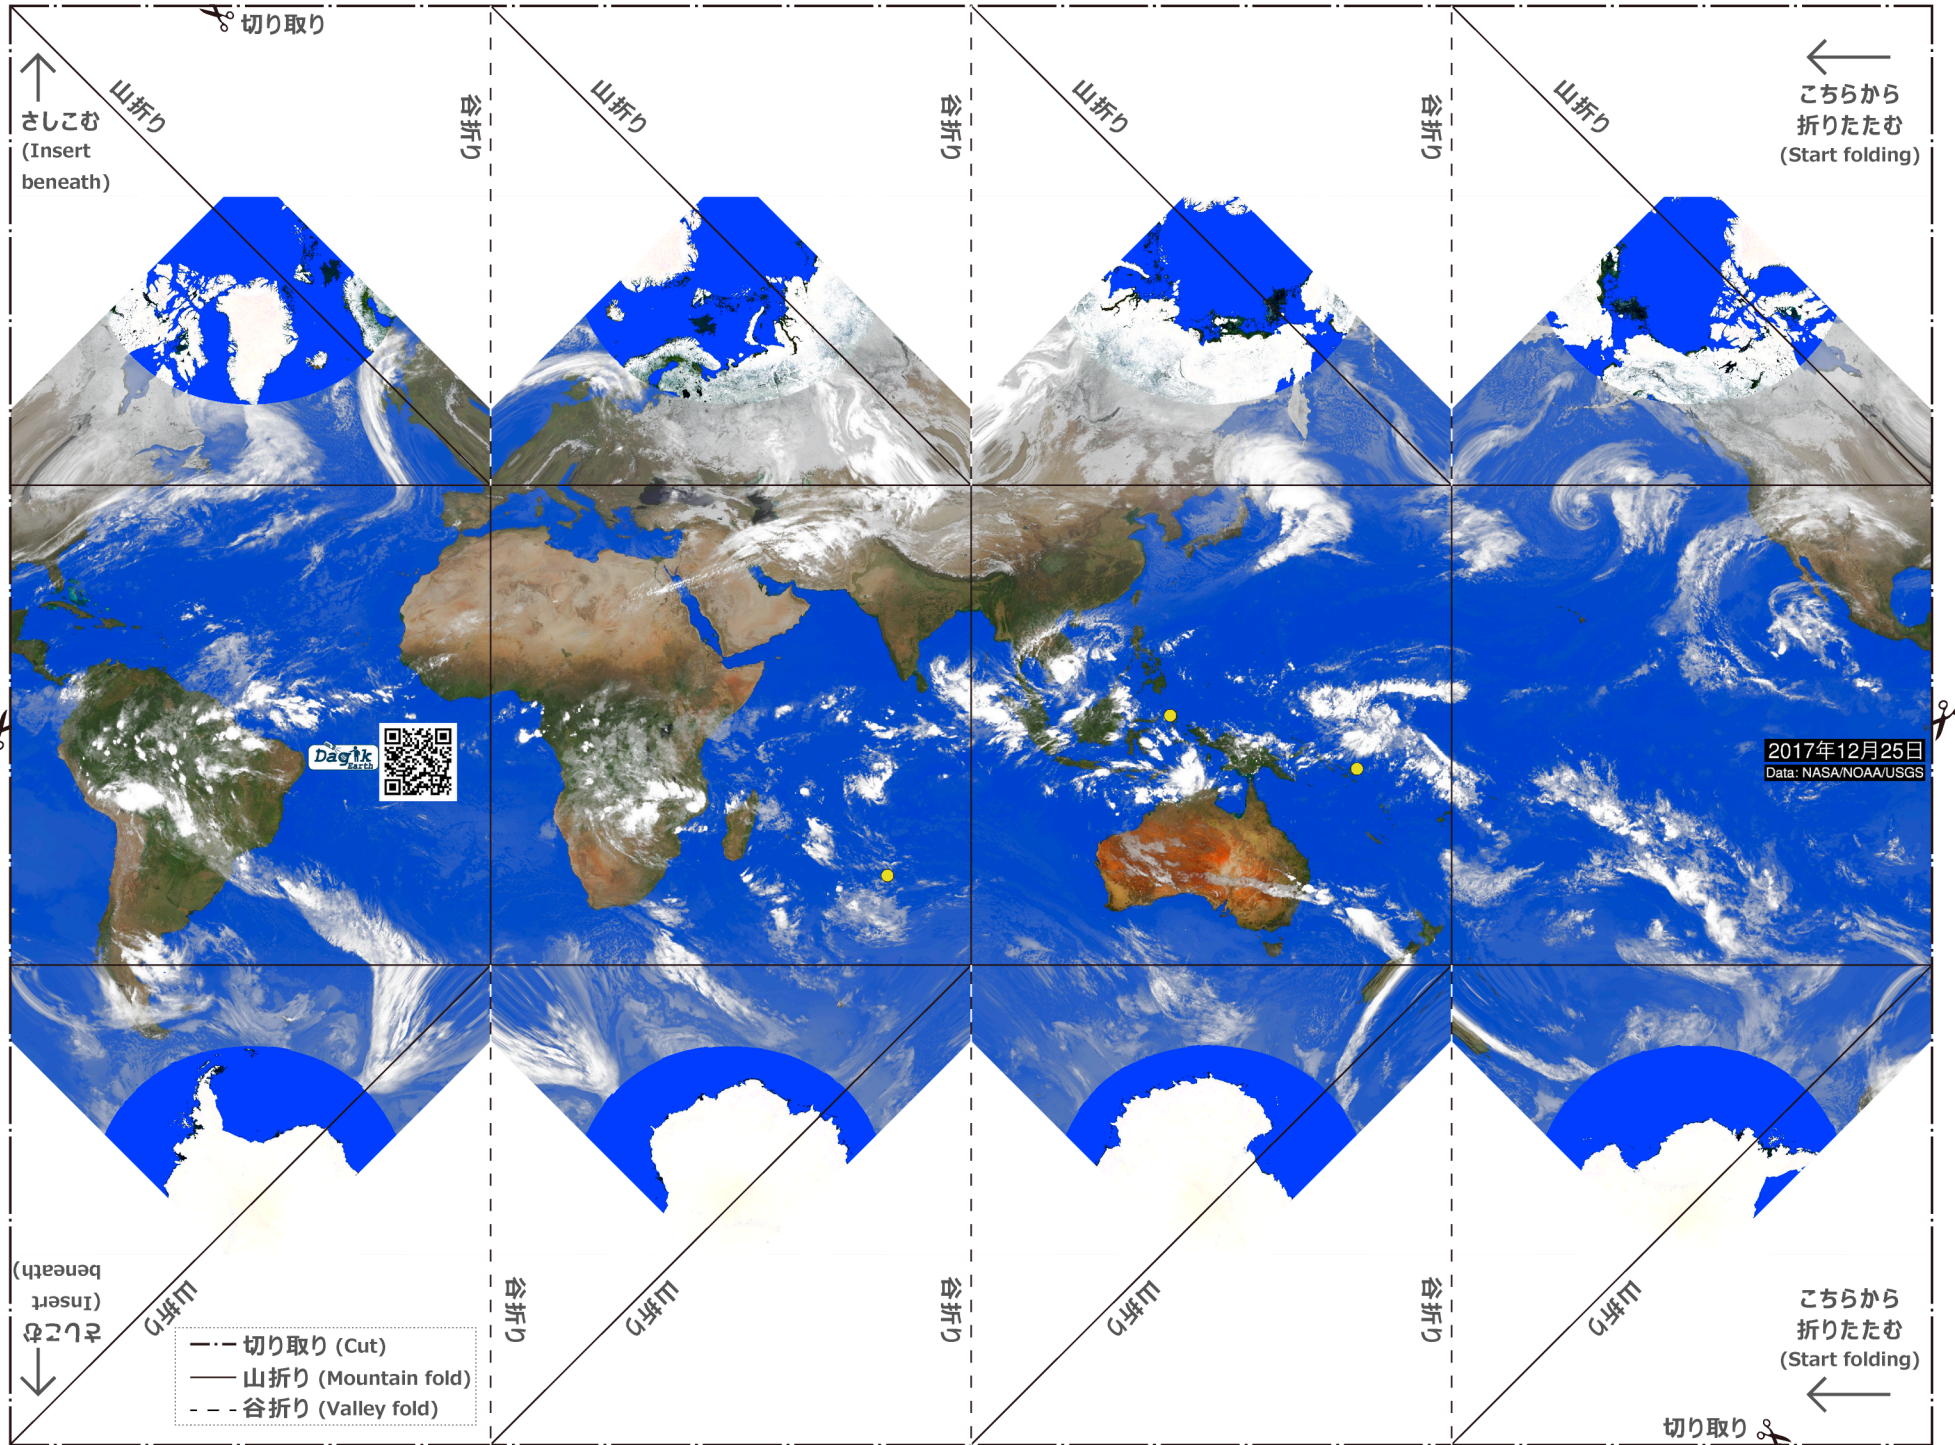 切り取り
さしこむ
(Insert
beneath)
山折り
谷折り
山折り
谷折り
山折り
谷折り
山折り
こちらから
折りたたむ
(Start folding)
Dagik
Earth
2017年12月25日
Data: NASA/NOAA/USGS
さしこむ
(Insert
beneath)
山折り
谷折り
山折り
谷折り
山折り
谷折り
山折り
こちらから
折りたたむ
(Start folding)
切り取り (Cut)
山折り (Mountain fold)
谷折り (Valley fold)
切り取り